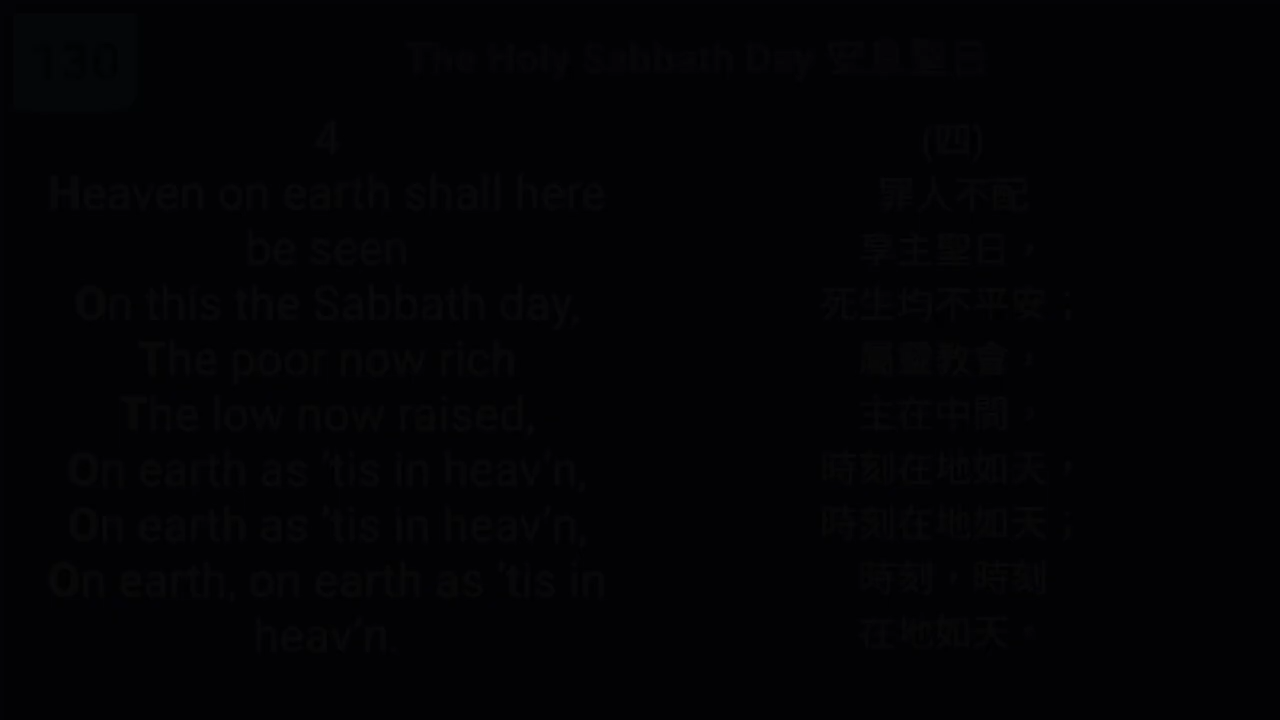 The Holy Sabbath Day 安息聖日
4
Heaven on earth shall here
be seen
On this the Sabbath day,
The poor now rich
The low now raised,
On earth as 'tis in heav'n,
On earth as 'tis in heav'n,
On earth, on earth as 'tis in
heav'n.
(四)
罪人不配
享主聖日，
死生均不平安；
屬靈教會，
主在中間，
時刻在地如天，
時刻在地如天；
時刻，時刻
在地如天。